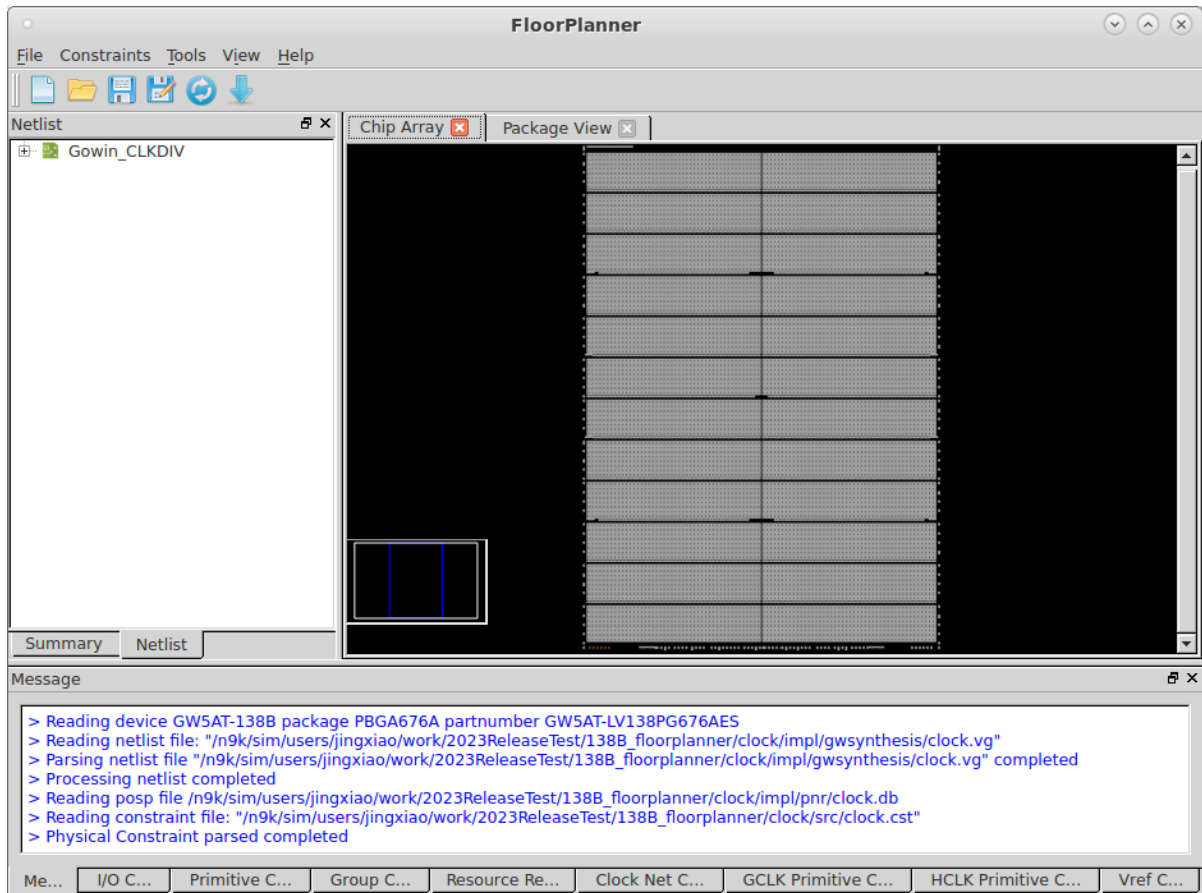 FloorPlanner
File Constraints Tools View Help
Netlist
Chip Array Package View
Gowin_CLKDIV
Summary Netlist
Message
> Reading device GW5AT-138B package PBGA676A partnumber GW5AT-LV138PG676AES
> Reading netlist file: "/n9k/sim/users/jingxiao/work/2023ReleaseTest/138B_floorplanner/clock/impl/gwsynthesis/clock.vg"
> Parsing netlist file "/n9k/sim/users/jingxiao/work/2023ReleaseTest/138B_floorplanner/clock/impl/gwsynthesis/clock.vg" completed
> Processing netlist completed
> Reading posp file /n9k/sim/users/jingxiao/work/2023ReleaseTest/138B_floorplanner/clock/impl/pnr/clock.db
> Reading constraint file: "/n9k/sim/users/jingxiao/work/2023ReleaseTest/138B_floorplanner/clock/src/clock.cst"
> Physical Constraint parsed completed
Me... I/O C... Primitive C... Group C... Resource Re... Clock Net C... GCLK Primitive C... HCLK Primitive C... Vref C...